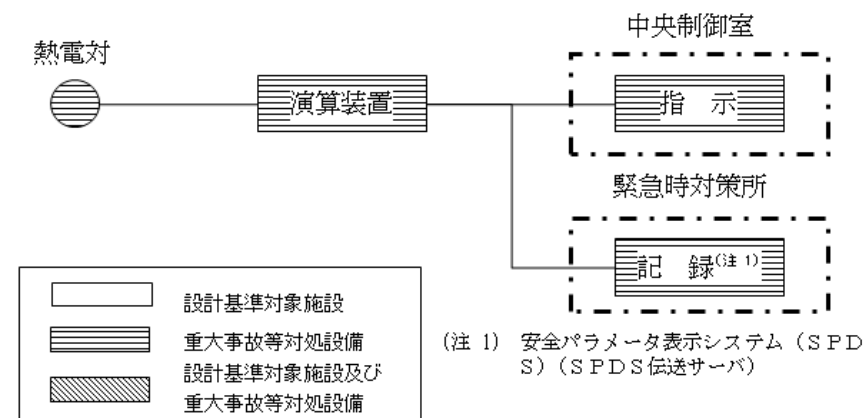 中央制御室
熱電対
演算装置
指　示
緊急時対策所
記　録(注 1)
設計基準対象施設
重大事故等対処設備
設計基準対象施設及び
重大事故等対処設備
(注 1)　安全パラメータ表示システム（ＳＰＤ
Ｓ）（ＳＰＤＳ伝送サーバ）